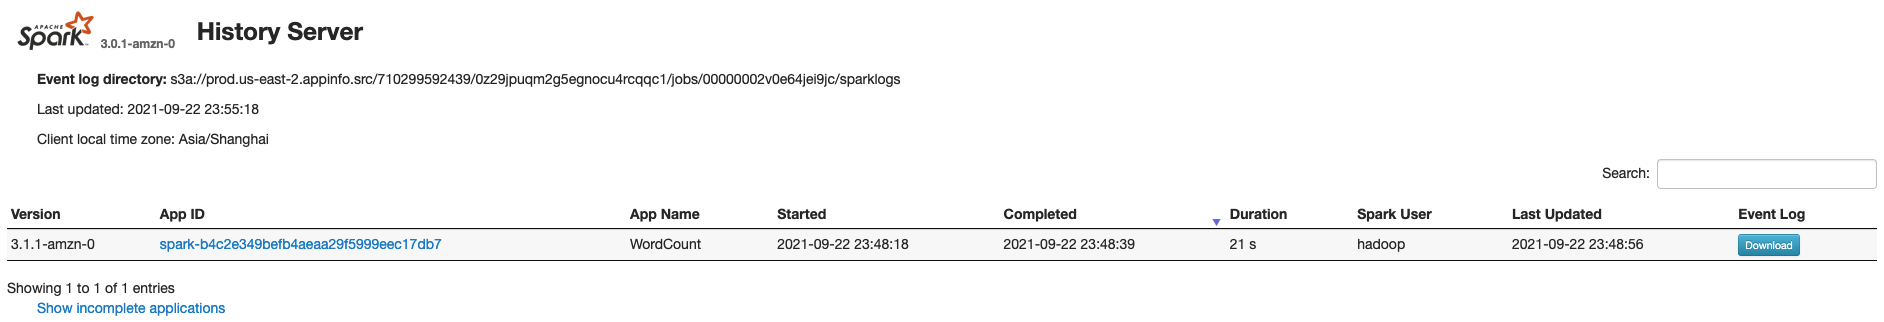 APACHE
Spark 3.0.1-amzn-0 History Server
Event log directory: s3a://prod.us-east-2.appinfo.src/710299592439/0z29jpuqm2g5egnocu4rcqqc1/jobs/00000002v0e64jei9jc/sparklogs
Last updated: 2021-09-22 23:55:18
Client local time zone: Asia/Shanghai
Search:
Version App ID App Name Started Completed Duration Spark User Last Updated Event Log
3.1.1-amzn-0 spark-b4c2e349befb4aeaa29f5999eec17db7 WordCount 2021-09-22 23:48:18 2021-09-22 23:48:39 21 s hadoop 2021-09-22 23:48:56 Download
Showing 1 to 1 of 1 entries
Show incomplete applications